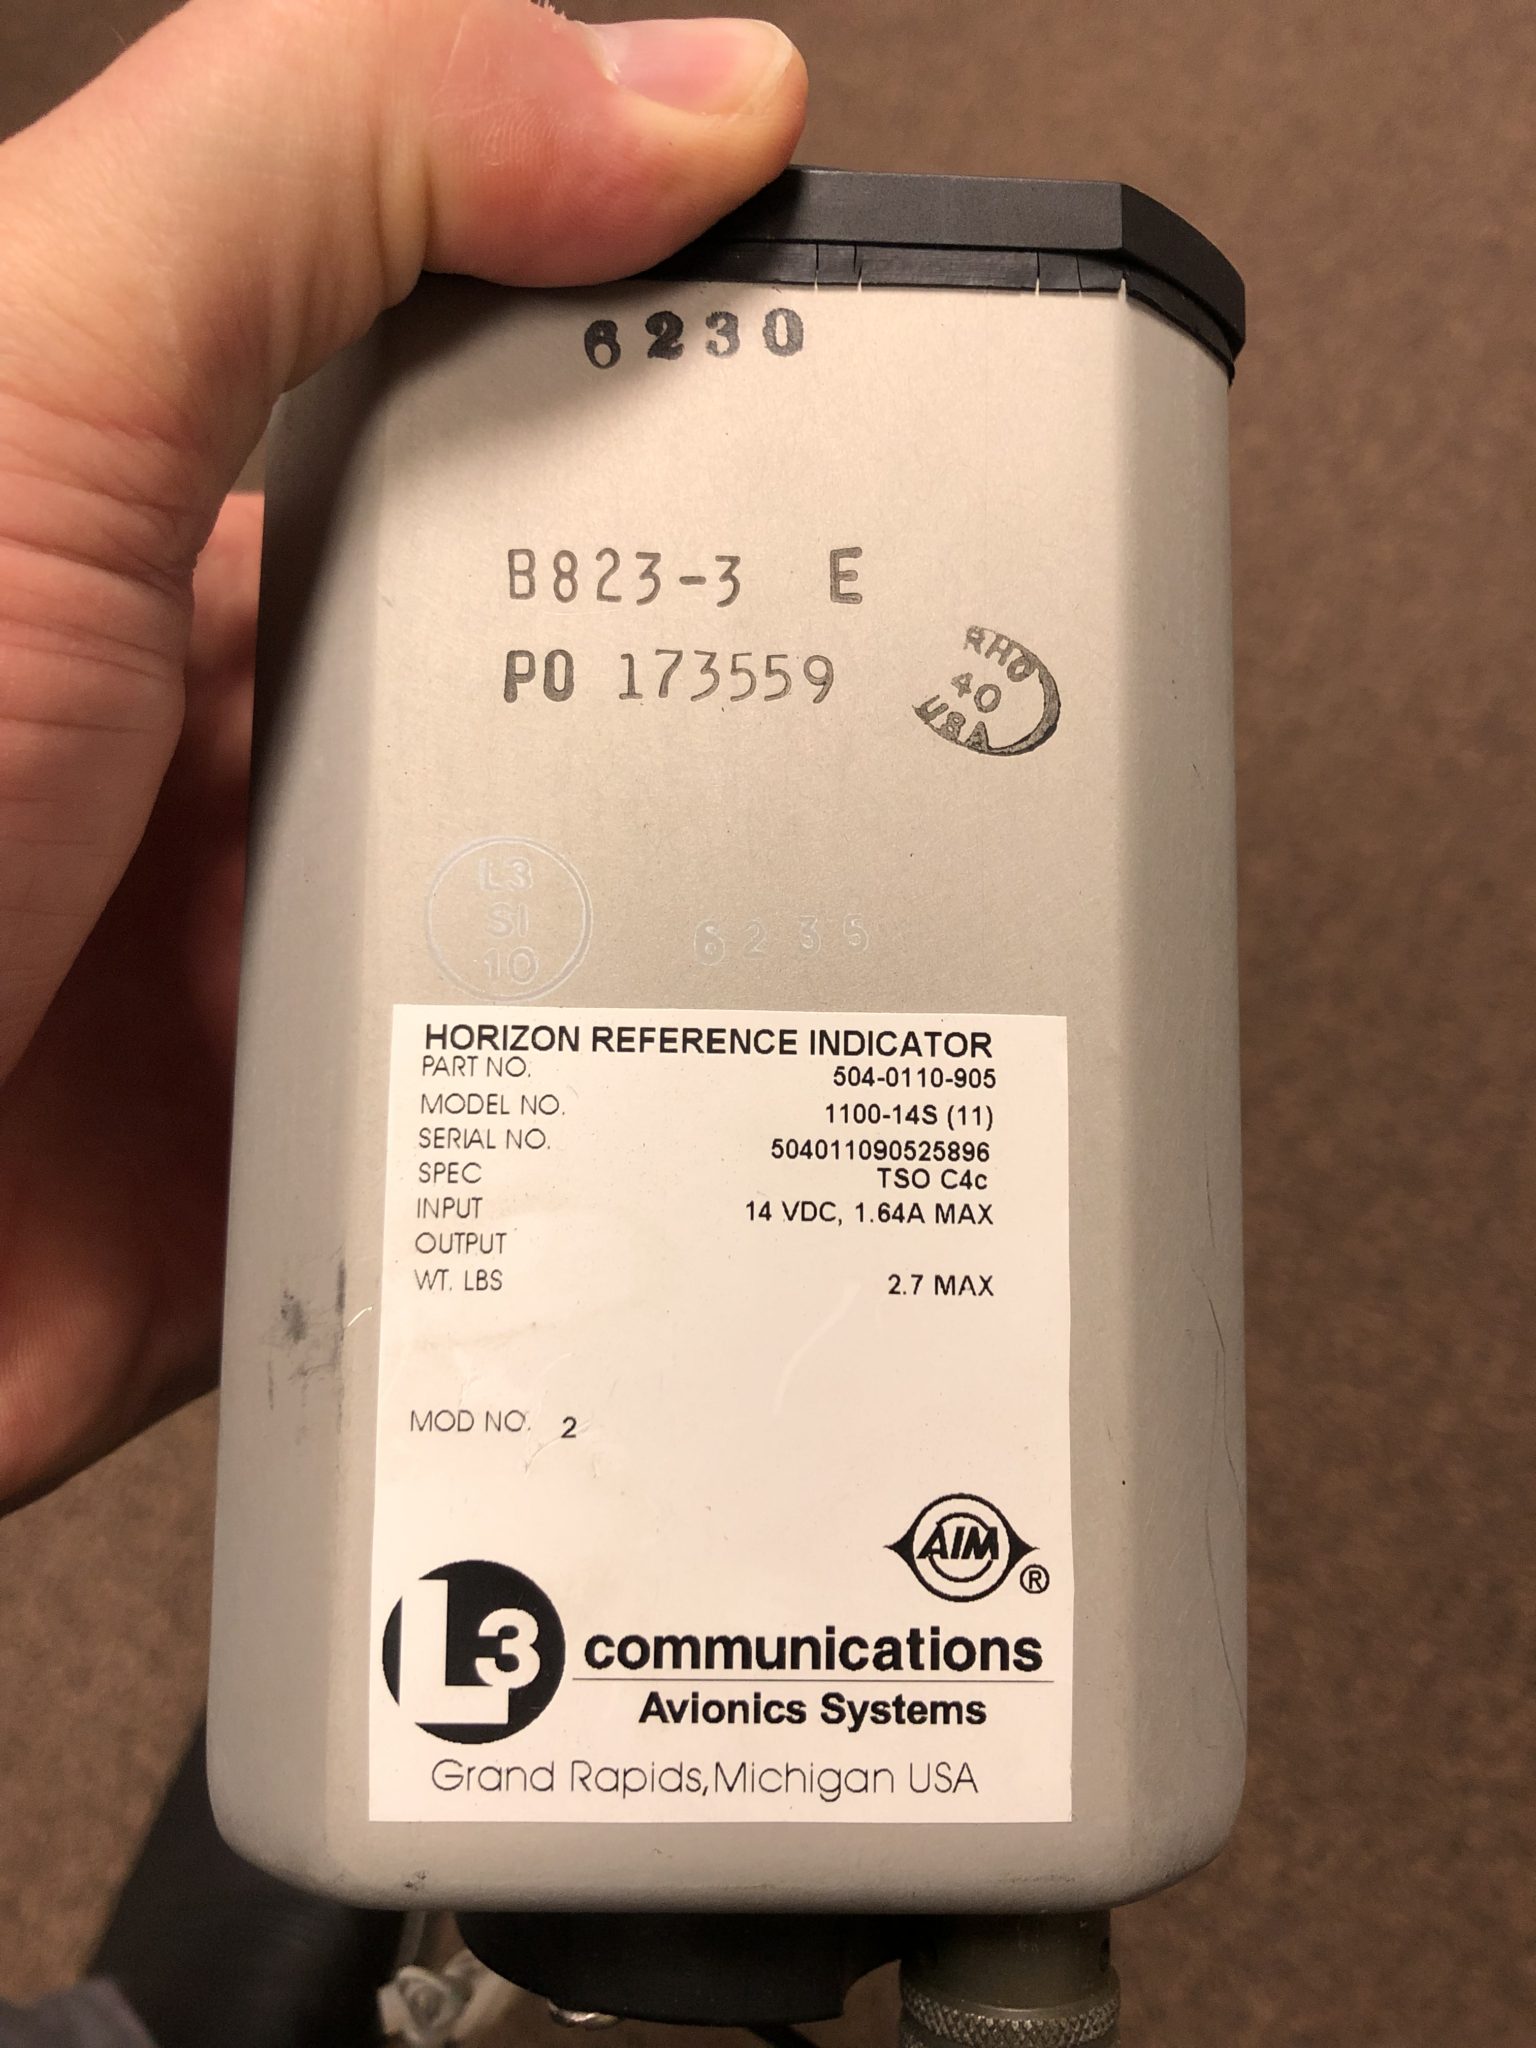 6230
B823-3 E
PO 173559
RHO
40
USA
L3
SI
10
6235
HORIZON REFERENCE INDICATOR
PART NO. 504-0110-905
MODEL NO. 1100-14S (11)
SERIAL NO. 504011090525896
SPEC TSO C4c
INPUT 14 VDC, 1.64A MAX
OUTPUT
WT. LBS 2.7 MAX
MOD NO. 2
AIM ®
L3 communications
Avionics Systems
Grand Rapids, Michigan USA